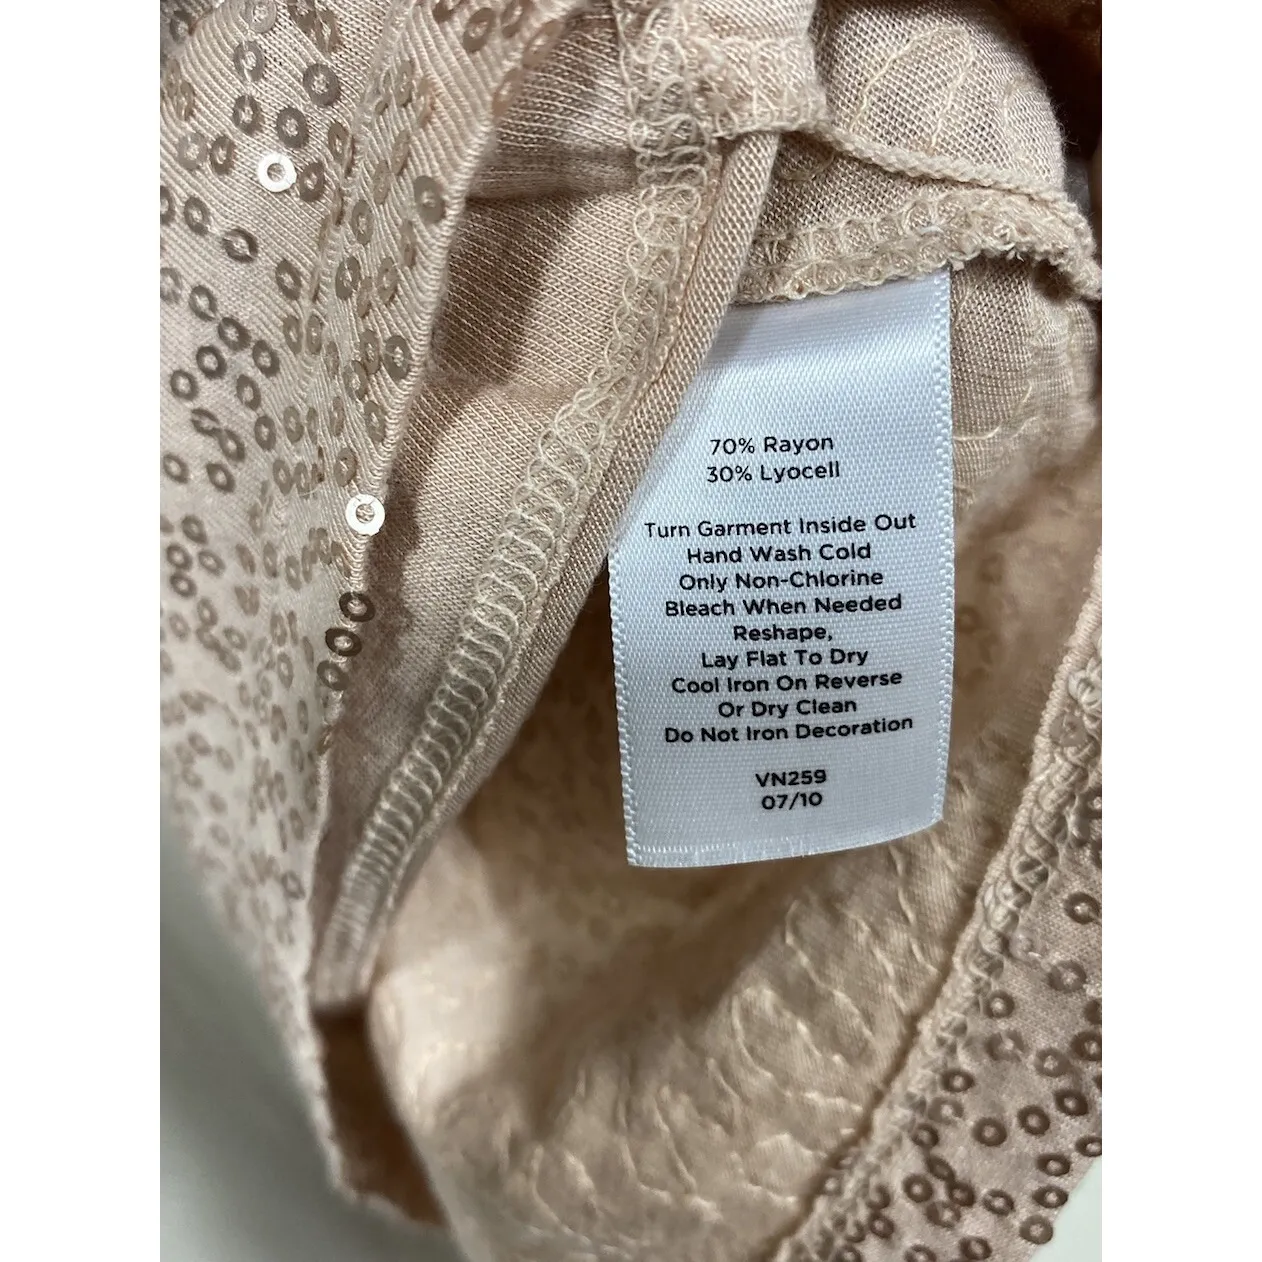 70% Rayon
30% Lyocell
Turn Garment Inside Out
Hand Wash Cold
Only Non-Chlorine
Bleach When Needed
Reshape,
Lay Flat To Dry
Cool Iron On Reverse
Or Dry Clean
Do Not Iron Decoration
VN259
07/10